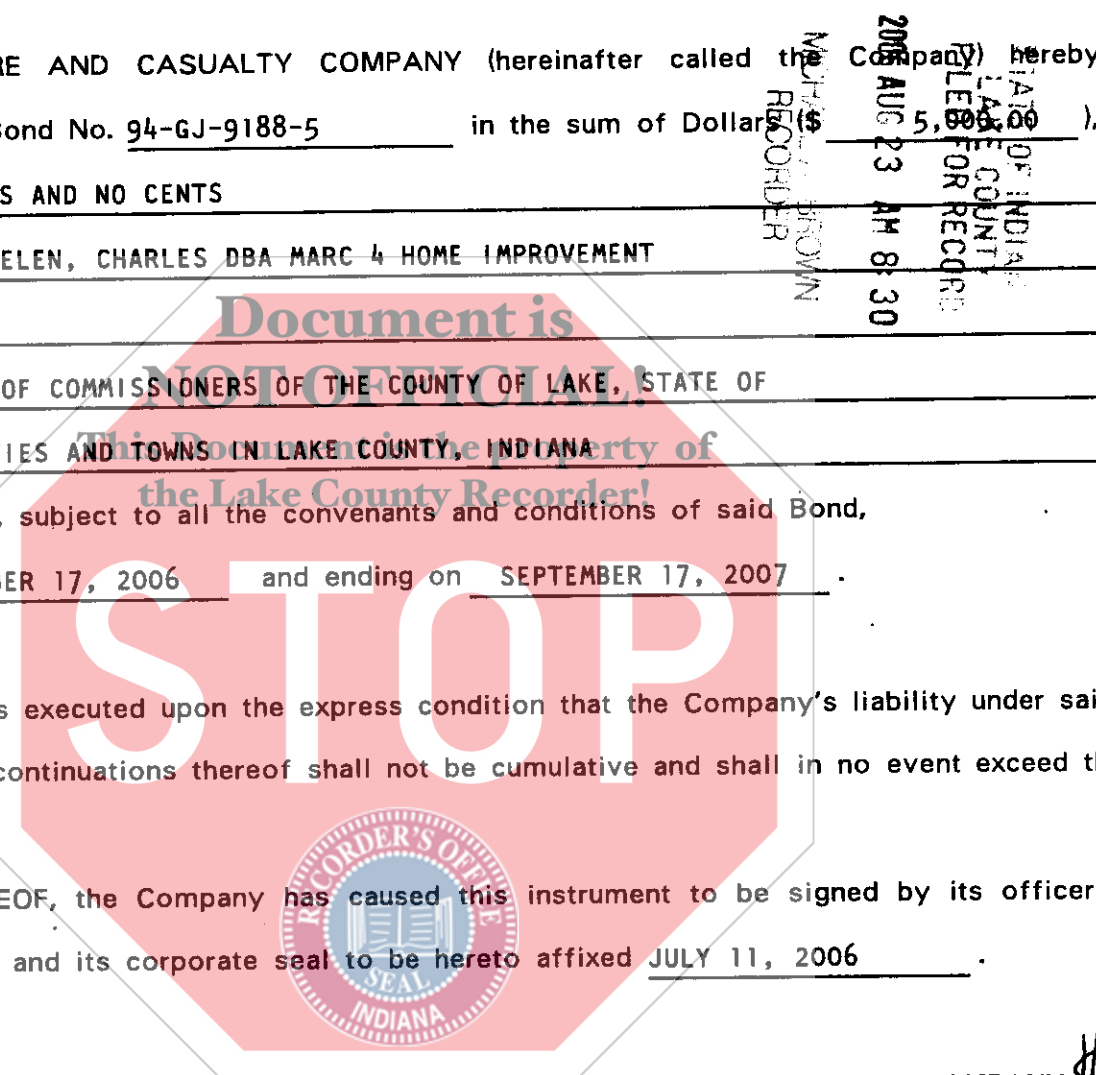 RE AND CASUALTY COMPANY (hereinafter called the Company) hereby
Bond No. 94-GJ-9188-5 in the sum of Dollars ($ 5,000.00 ),
S AND NO CENTS
ELEN, CHARLES DBA MARC 4 HOME IMPROVEMENT
OF COMMISSIONERS OF THE COUNTY OF LAKE, STATE OF
TIES AND TOWNS IN LAKE COUNTY, INDIANA
, subject to all the convenants and conditions of said Bond,
BER 17, 2006 and ending on SEPTEMBER 17, 2007 .
s executed upon the express condition that the Company's liability under sai
continuations thereof shall not be cumulative and shall in no event exceed th
EOF, the Company has caused this instrument to be signed by its officer
and its corporate seal to be hereto affixed JULY 11, 2006 .
STATE OF INDIANA
LAKE COUNTY
FILED FOR RECORD
2006 AUG 23 AM 8:30
BROWN
RECORDER
Document is
NOT OFFICIAL!
This Document is the property of
the Lake County Recorder!
STOP
RECORDER'S OFFICE
SEAL
INDIANA